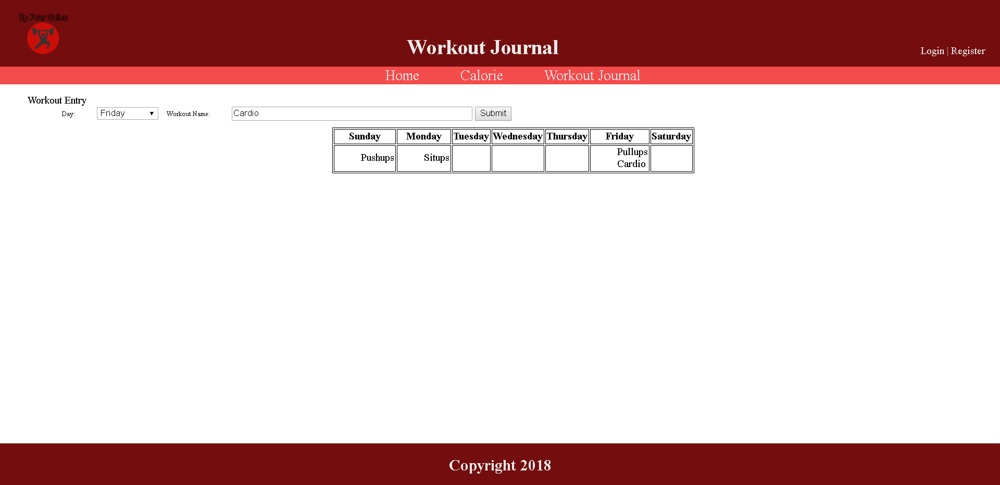 Up Your Gains
Workout Journal
Login | Register
Home Calorie Workout Journal
Workout Entry
Day: Friday Workout Name: Cardio Submit
Sunday Monday Tuesday Wednesday Thursday Friday Saturday
Pushups Situps Pullups
Cardio
Copyright 2018